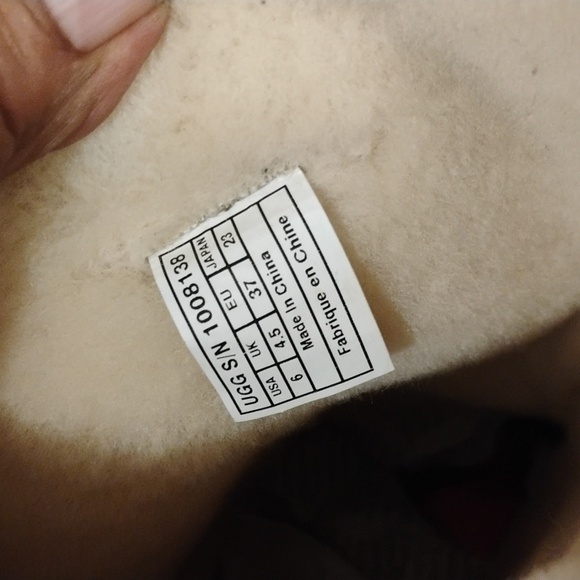 UGG S/N 1008138
USA UK EU JAPAN
6 4.5 37 23
Made In China
Fabrique en Chine